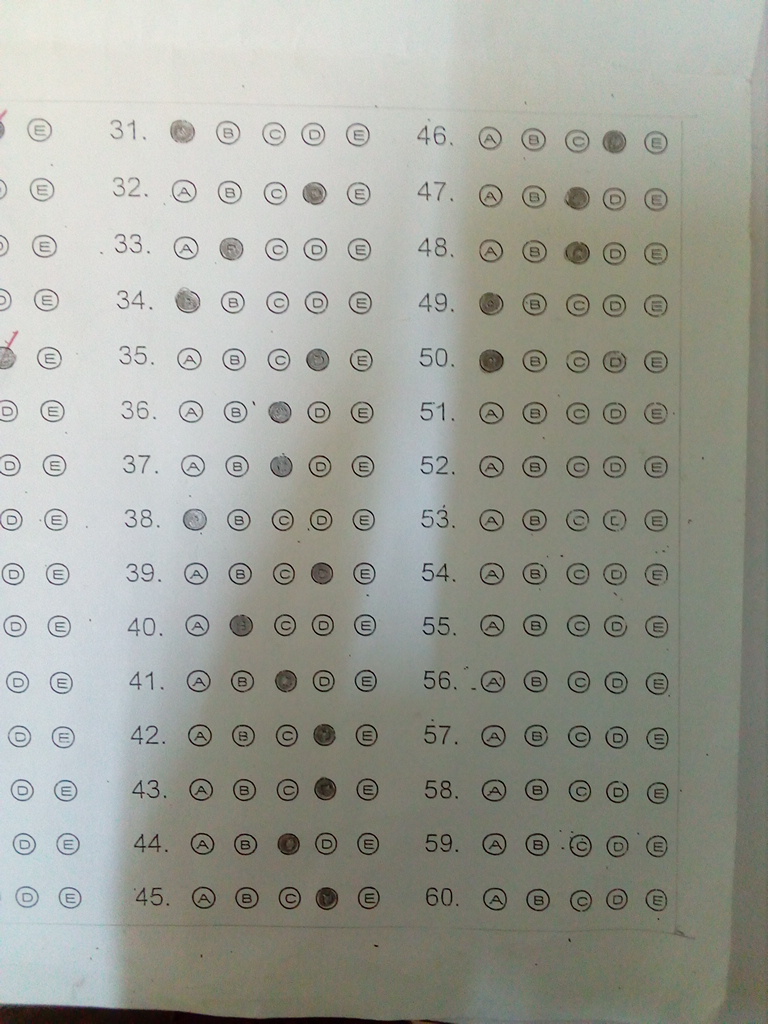 E 31. B C D E 46. A B C E
E 32. A B C E 47. A B D E
E 33. A C D E 48. A B D E
D E 34. B C D E 49. B C D E
E 35. A B C E 50. B C D E
D E 36. A B D E 51. A B C D E
D E 37. A B D E 52. A B C D E
D E 38. B C D E 53. A B C D E
D E 39. A B C E 54. A B C D E
D E 40. A C D E 55. A B C D E
D E 41. A B D E 56. A B C D E
D E 42. A B C E 57. A B C D E
D E 43. A B C E 58. A B C D E
D E 44. A B D E 59. A B C D E
D E 45. A B C E 60. A B C D E